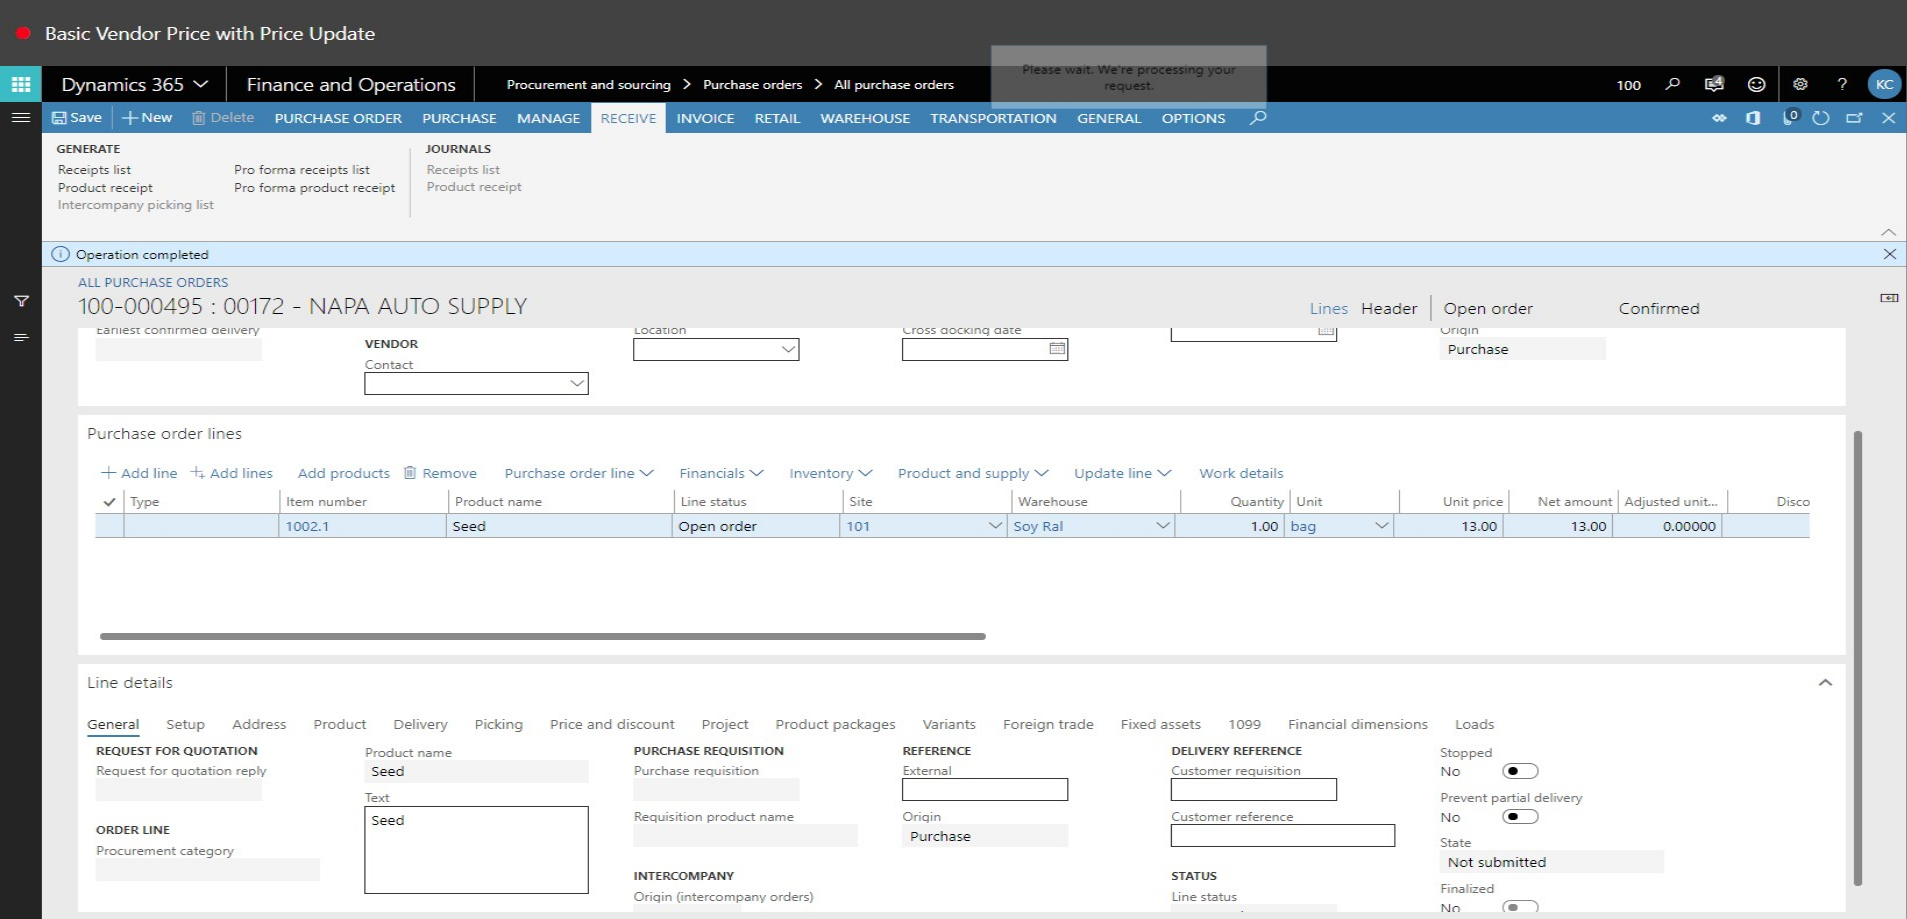 Basic Vendor Price with Price Update
Dynamics 365
Finance and Operations
Procurement and sourcing > Purchase orders > All purchase orders
Please wait. We're processing your
request.
100
4
?
KC
Save
New
Delete
PURCHASE ORDER
PURCHASE
MANAGE
RECEIVE
INVOICE
RETAIL
WAREHOUSE
TRANSPORTATION
GENERAL
OPTIONS
0
GENERATE
JOURNALS
Receipts list
Pro forma receipts list
Receipts list
Product receipt
Pro forma product receipt
Product receipt
Intercompany picking list
Operation completed
ALL PURCHASE ORDERS
100-000495 : 00172 - NAPA AUTO SUPPLY
Lines
Header
Open order
Confirmed
Earliest confirmed delivery
VENDOR
Contact
Location
Cross docking date
Origin
Purchase
Purchase order lines
Add line
Add lines
Add products
Remove
Purchase order line
Financials
Inventory
Product and supply
Update line
Work details
Type
Item number
Product name
Line status
Site
Warehouse
Quantity
Unit
Unit price
Net amount
Adjusted unit...
Disco
1002.1
Seed
Open order
101
Soy Ral
1.00
bag
13.00
13.00
0.00000
Line details
General
Setup
Address
Product
Delivery
Picking
Price and discount
Project
Product packages
Variants
Foreign trade
Fixed assets
1099
Financial dimensions
Loads
REQUEST FOR QUOTATION
Request for quotation reply
ORDER LINE
Procurement category
Product name
Seed
Text
Seed
PURCHASE REQUISITION
Purchase requisition
Requisition product name
INTERCOMPANY
Origin (intercompany orders)
REFERENCE
External
Origin
Purchase
DELIVERY REFERENCE
Customer requisition
Customer reference
STATUS
Line status
Stopped
No
Prevent partial delivery
No
State
Not submitted
Finalized
No